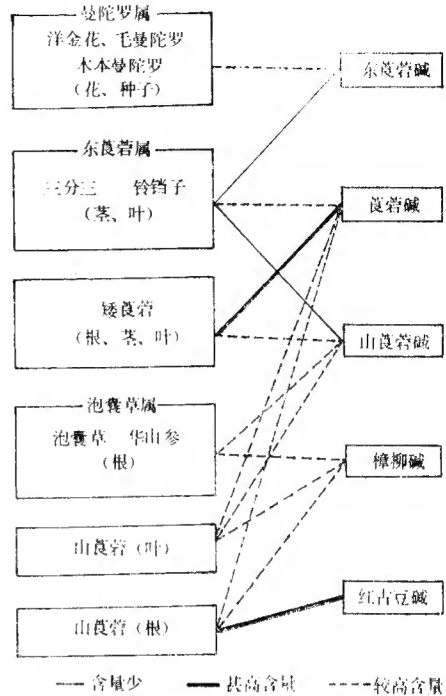 曼陀罗属
洋金花、毛曼陀罗
木本曼陀罗
(花、种子)
东莨菪碱
东莨菪属
三分三 铃铛子
(茎、叶)
莨菪碱
矮莨菪
(根、茎、叶)
山莨菪碱
泡囊草属
泡囊草 华山参
(根)
樟柳碱
山莨菪(叶)
山莨菪(根)
红古豆碱
含量少 甚高含量 较高含量